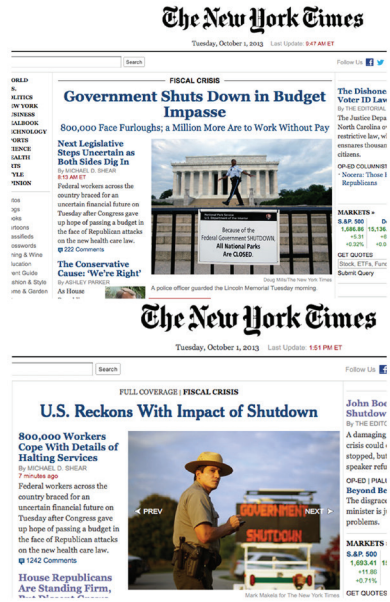 The New York Times
Tuesday, October 1, 2013 Last Update: 9:47 AM ET
Search
Follow Us
ORLD
S.
LITICS
W YORK
SINESS
ALBOOK
CHNOLOGY
ORTS
IENCE
EALTH
TS
YLE
PINION
gs
oks
rtoons
assifieds
osswords
ning & Wine
ucation
ent Guide
shion & Style
me & Garden
FISCAL CRISIS
Government Shuts Down in Budget
Impasse
800,000 Face Furloughs; a Million More Are to Work Without Pay
Next Legislative
Steps Uncertain as
Both Sides Dig In
By MICHAEL D. SHEAR
9:13 AM ET
Federal workers across the
country braced for an
uncertain financial future on
Tuesday after Congress gave
up hope of passing a budget in
the face of Republican attacks
on the new health care law.
222 Comments
The Conservative
Cause: 'We're Right'
By ASHLEY PARKER
As House
Because of the
Federal Government SHUTDOWN,
All National Parks
Are CLOSED.
Doug Mills/The New York Times
A police officer guarded the Lincoln Memorial Tuesday morning.
The Dishone
Voter ID Law
By THE EDITORIAL
The Justice Depa
North Carolina ov
restrictive law, wh
ensnares thousan
citizens.
OP-ED COLUMNIST
Nocera: Those B
Republicans
MARKETS »
S.&P. 500
1,686.86
+5.31
+0.32%
GET QUOTES
Stock, ETFs, Fund
Submit Query
The New York Times
Tuesday, October 1, 2013 Last Update: 1:51 PM ET
Search
Follow Us
FULL COVERAGE | FISCAL CRISIS
U.S. Reckons With Impact of Shutdown
800,000 Workers
Cope With Details of
Halting Services
By MICHAEL D. SHEAR
7 minutes ago
Federal workers across the
country braced for an
uncertain financial future on
Tuesday after Congress gave
up hope of passing a budget in
the face of Republican attacks
on the new health care law.
1242 Comments
House Republicans
Are Standing Firm,
PREV
NEXT
GOVERNMEN
SHUTDOWN
Mark Makela for The New York Times
John Boe
Shutdow
By THE EDITO
A damaging
crisis could
stopped, but
speaker refu
OP-ED | PIALI
Beyond Be
The disgrace
minister is ju
problems.
MARKETS
S.&P. 500
1,693.41
+11.86
+0.71%
GET QUOTES